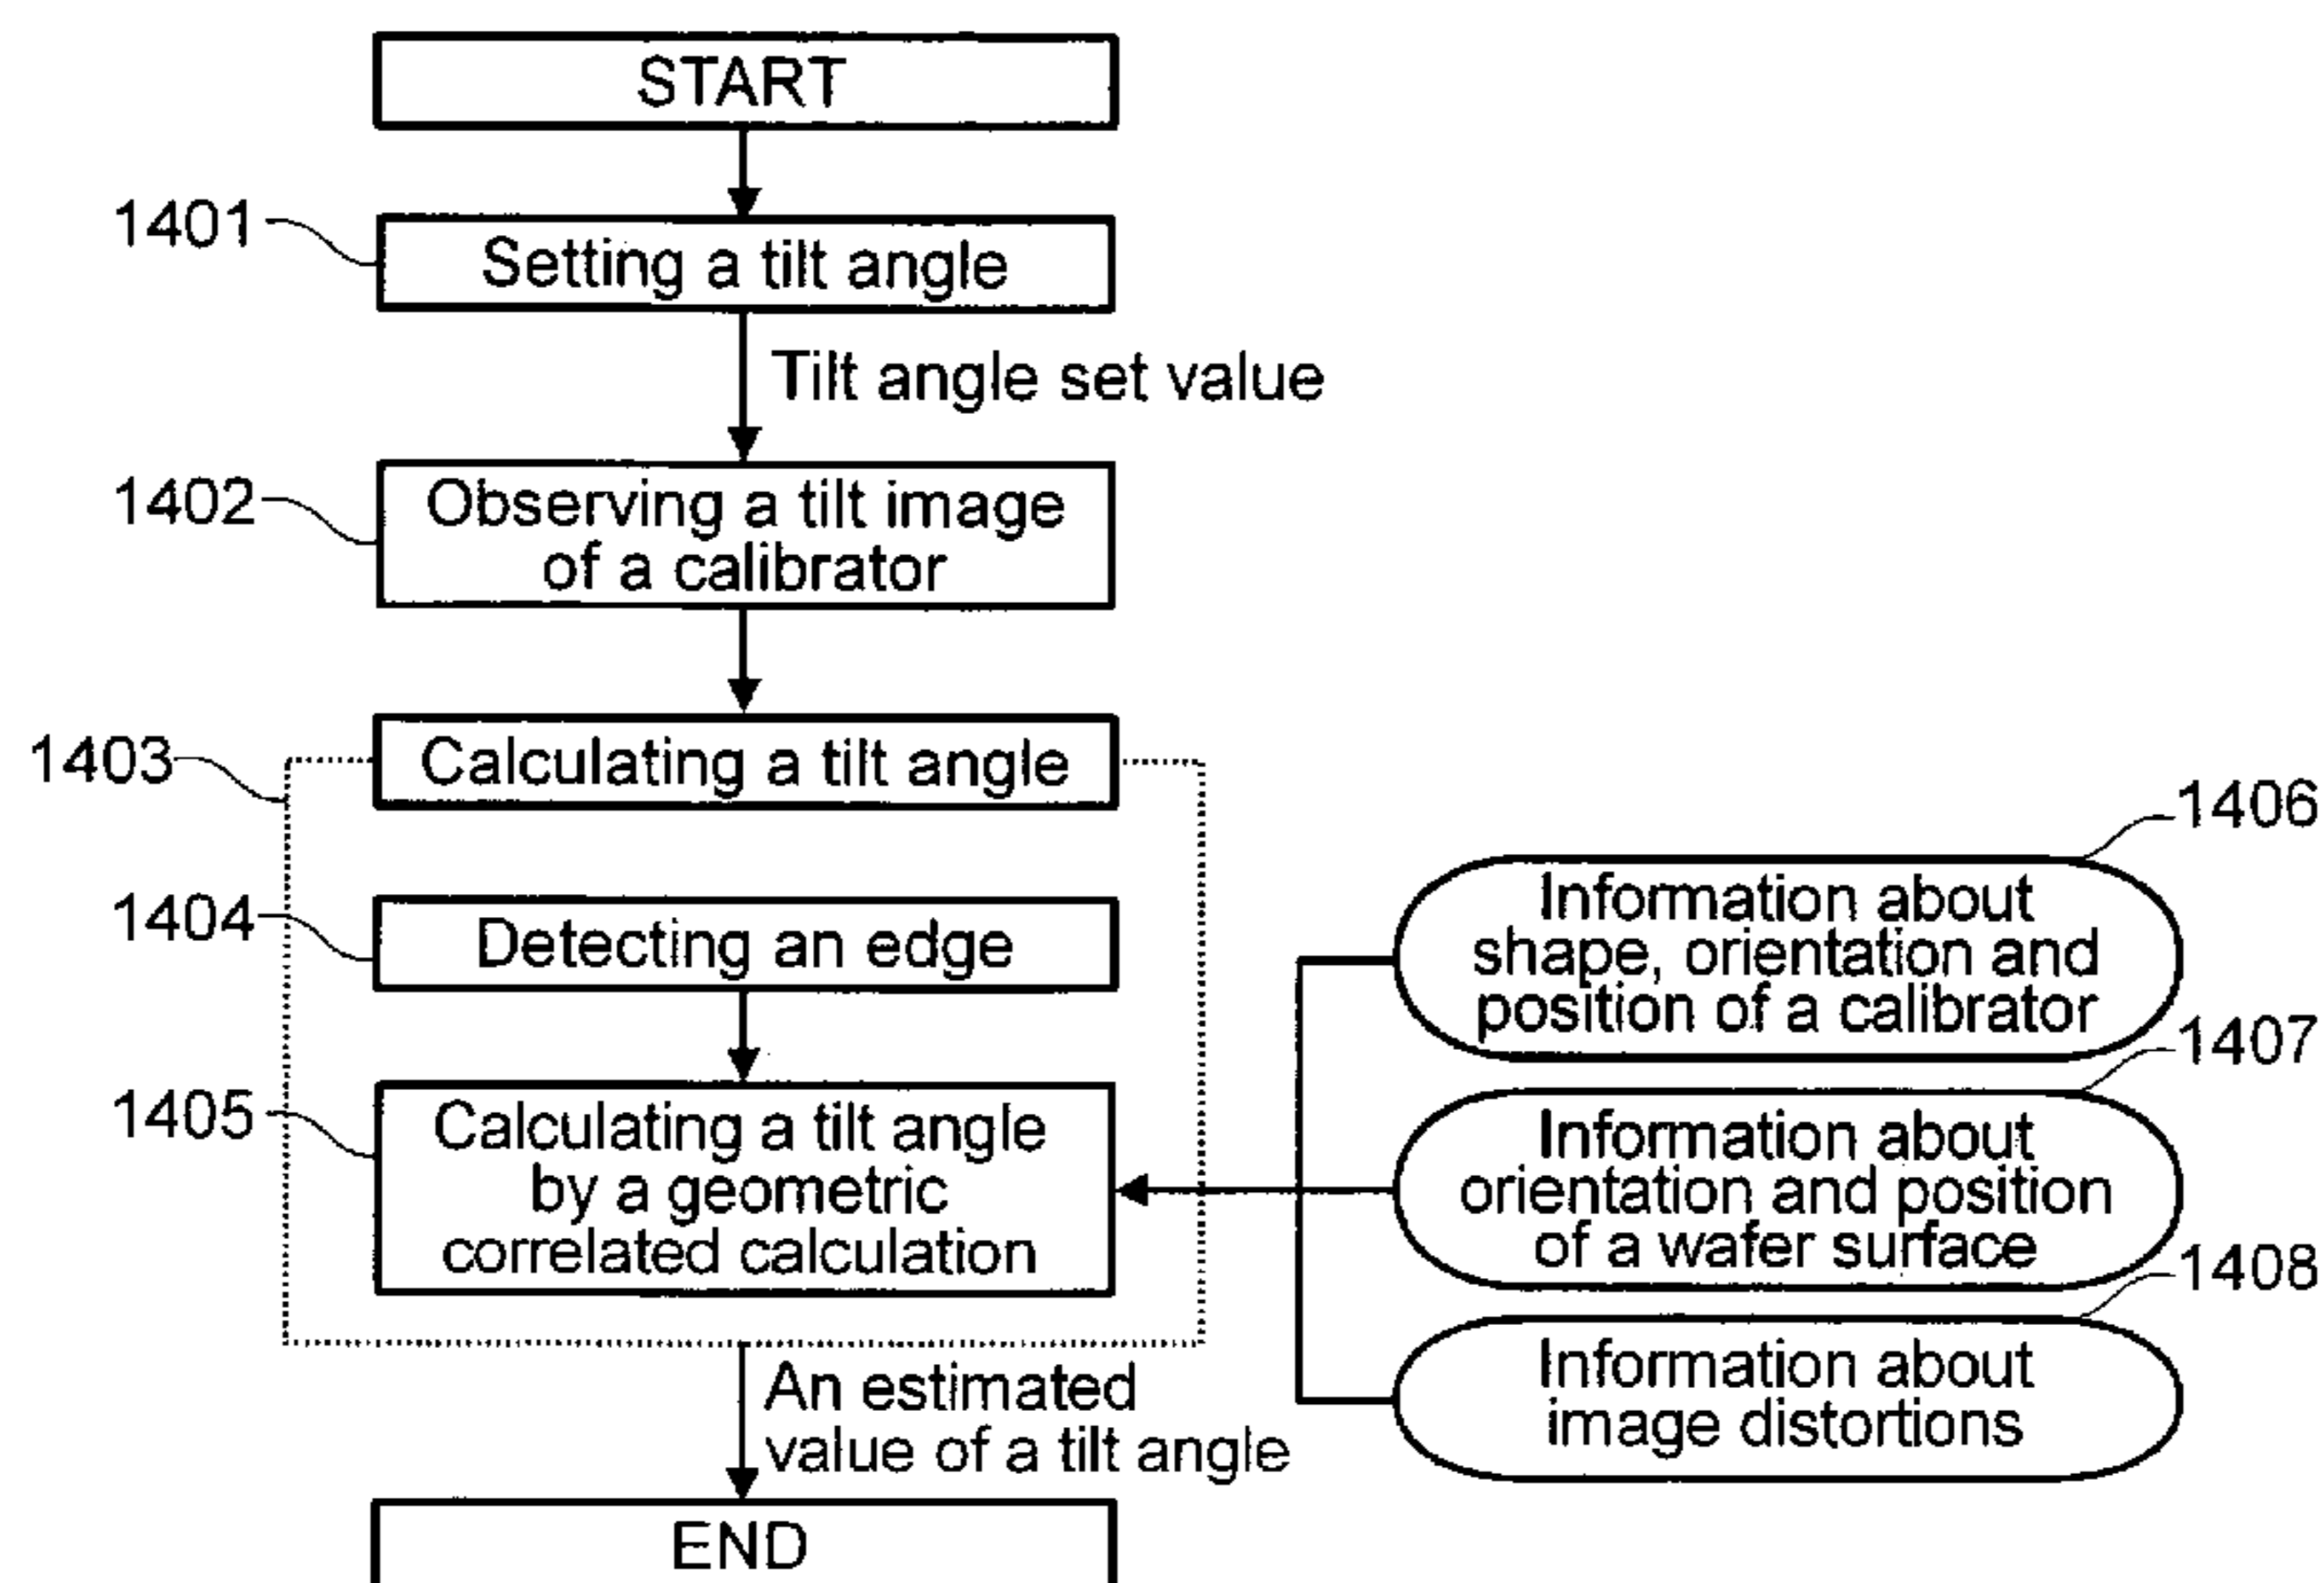 START
1401
Setting a tilt angle
Tilt angle set value
1402
Observing a tilt image
of a calibrator
1403
Calculating a tilt angle
1404
Detecting an edge
1405
Calculating a tilt angle
by a geometric
correlated calculation
1406
Information about
shape, orientation and
position of a calibrator
1407
Information about
orientation and position
of a wafer surface
1408
Information about
image distortions
An estimated
value of a tilt angle
END